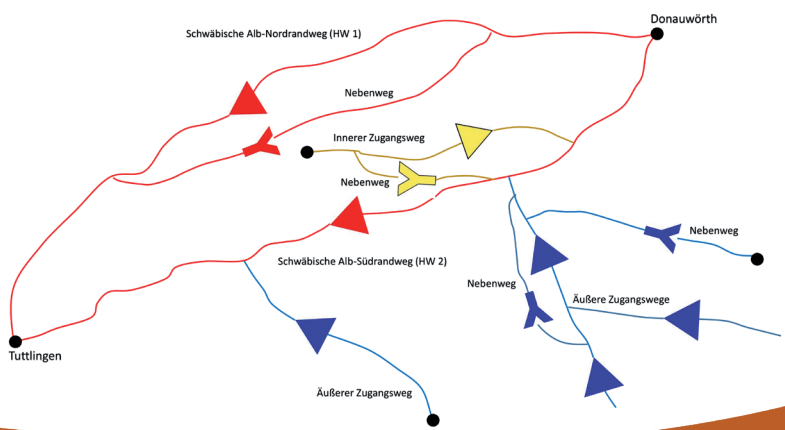 Donauwörth
Schwäbische Alb-Nordrandweg (HW 1)
Nebenweg
Innerer Zugangsweg
Nebenweg
Nebenweg
Schwäbische Alb-Südrandweg (HW 2)
Nebenweg
Äußere Zugangswege
Tuttlingen
Äußerer Zugangsweg